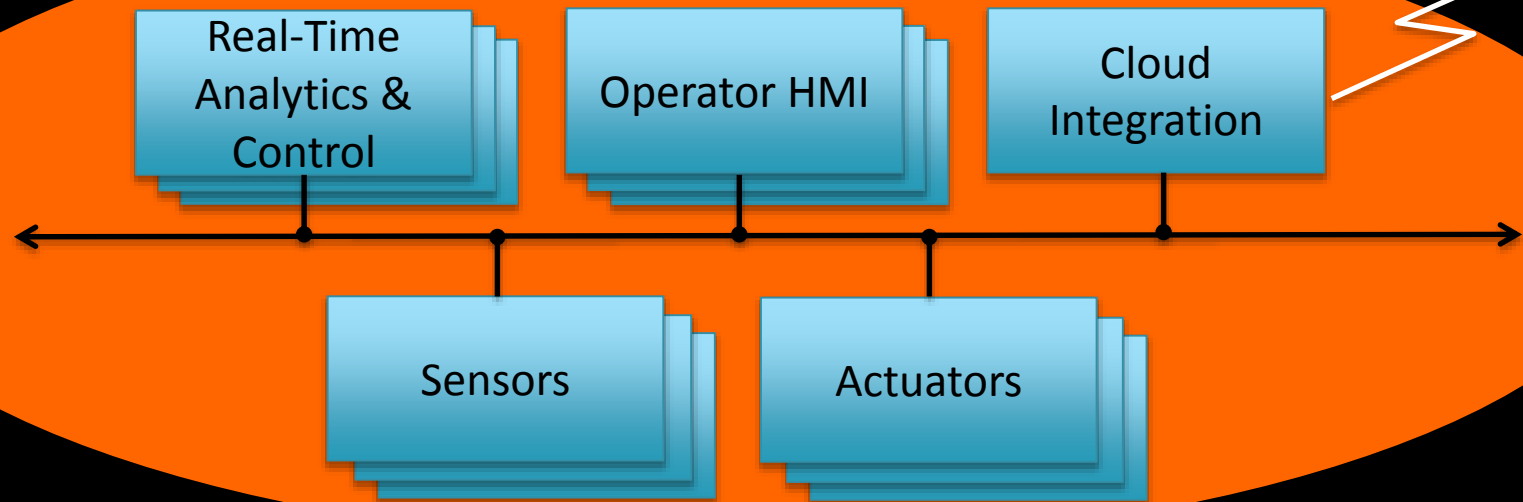 Real-Time
Analytics &
Control
Operator HMI
Cloud
Integration
Sensors
Actuators